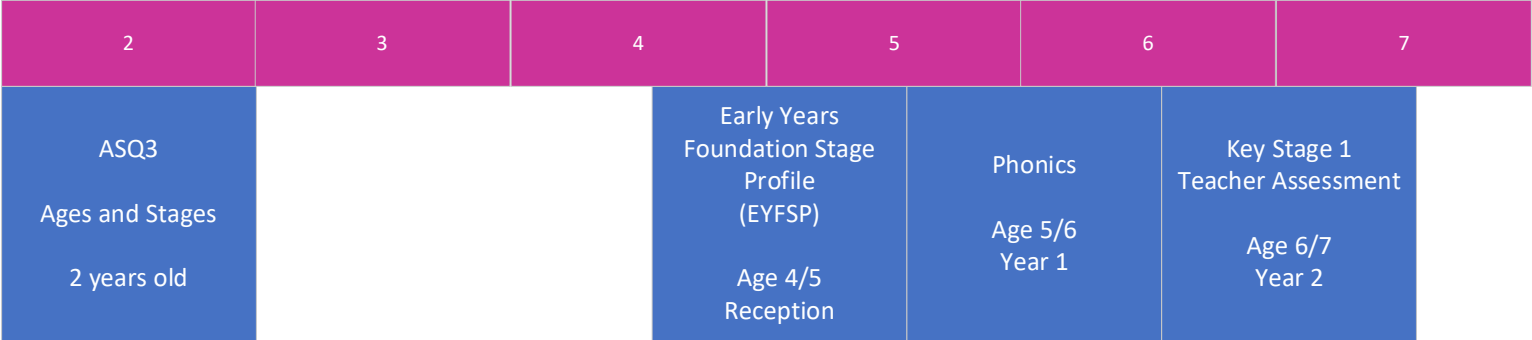 2
3
4
5
6
7
ASQ3
Ages and Stages
2 years old
Early Years
Foundation Stage
Profile
(EYFSP)
Age 4/5
Reception
Phonics
Age 5/6
Year 1
Key Stage 1
Teacher Assessment
Age 6/7
Year 2